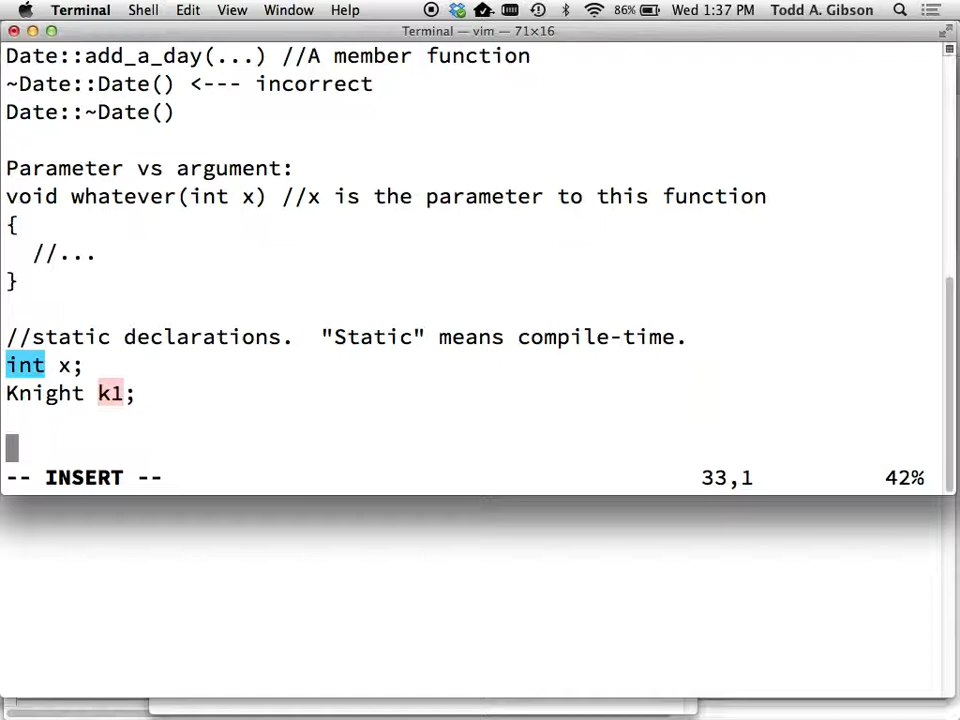 Terminal Shell Edit View Window Help 86% Wed 1:37 PM Todd A. Gibson
Terminal — vim — 71×16
Date::add_a_day(...) //A member function
~Date::Date() <--- incorrect
Date::~Date()
Parameter vs argument:
void whatever(int x) //x is the parameter to this function
{
//...
}
//static declarations.  "Static" means compile-time.
int x;
Knight k1;
-- INSERT -- 33,1 42%